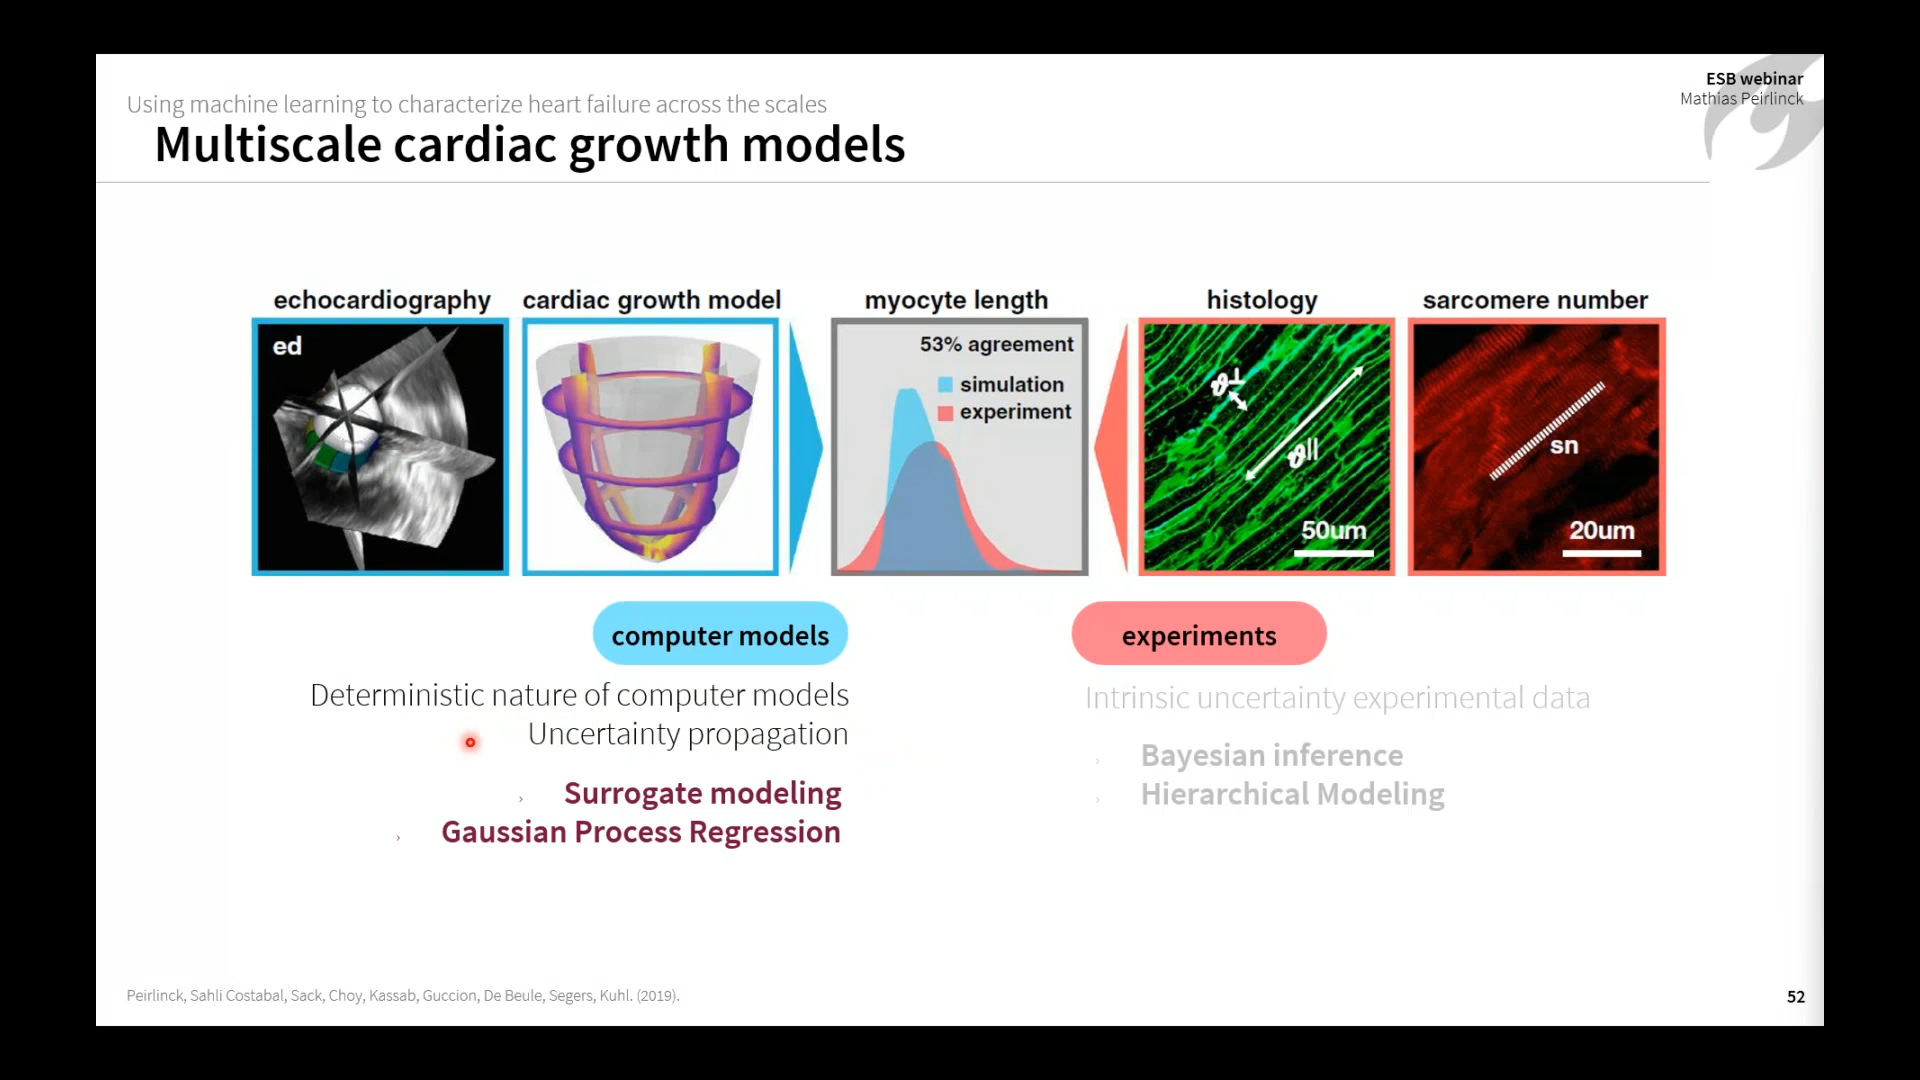 ESB webinar
Mathias Peirlinck
Using machine learning to characterize heart failure across the scales
Multiscale cardiac growth models
echocardiography
cardiac growth model
myocyte length
histology
sarcomere number
ed
53% agreement
simulation
experiment
ϑ⊥
ϑ||
50um
sn
20um
computer models
experiments
Deterministic nature of computer models
Uncertainty propagation
› Surrogate modeling
› Gaussian Process Regression
Intrinsic uncertainty experimental data
› Bayesian inference
› Hierarchical Modeling
Peirlinck, Sahli Costabal, Sack, Choy, Kassab, Guccion, De Beule, Segers, Kuhl. (2019).
52